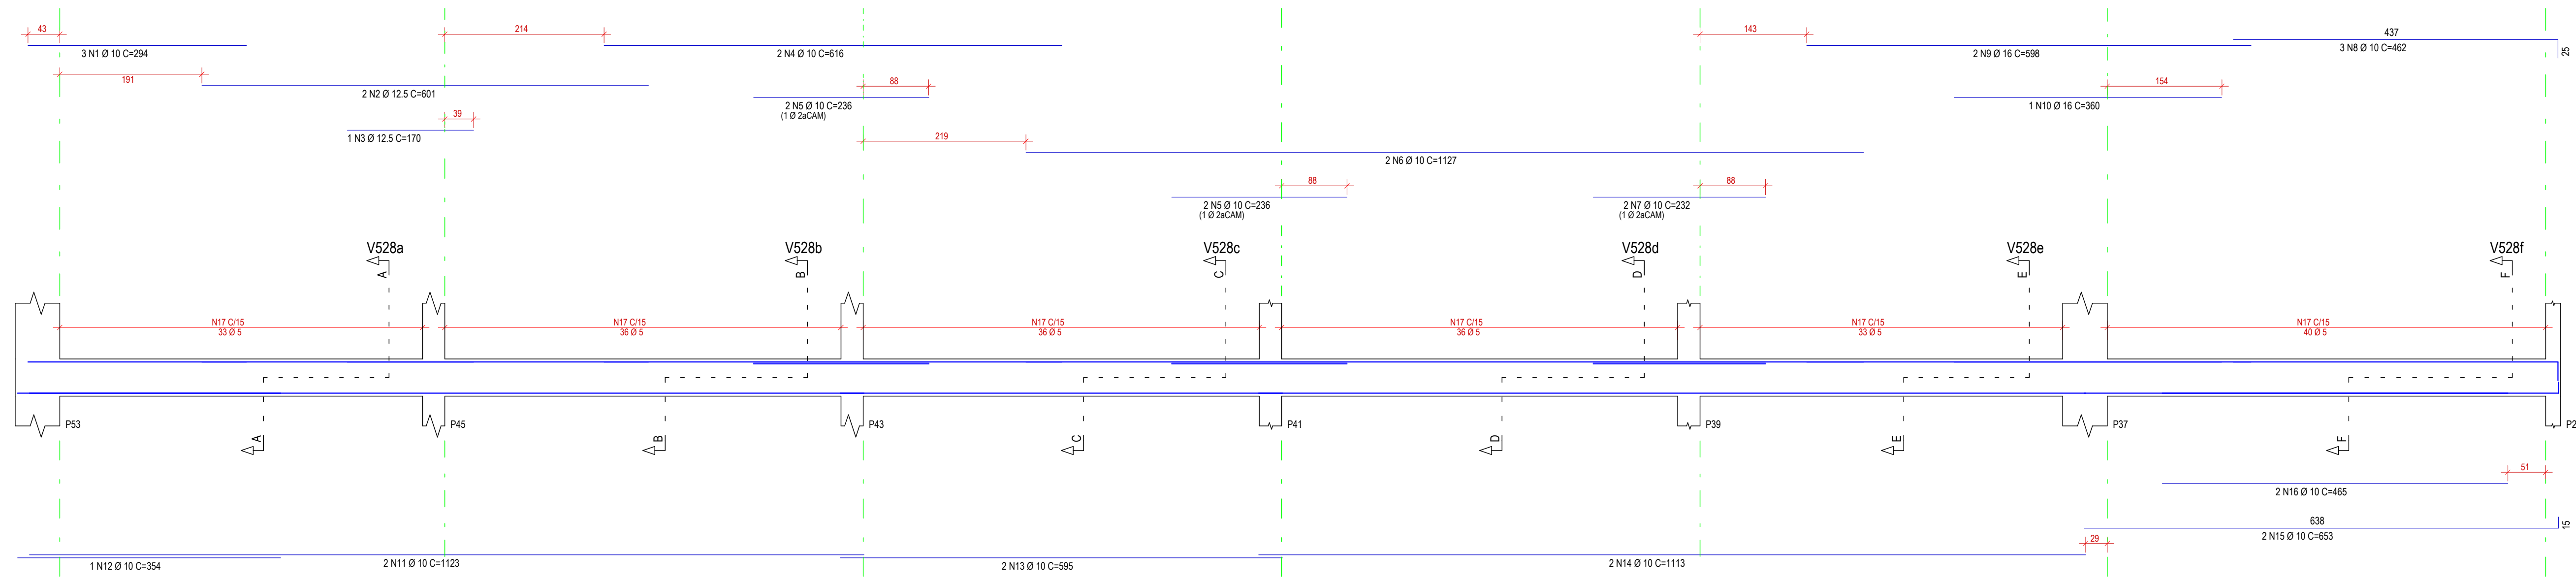 43
3 N1 Ø 10 C=294
191
2 N2 Ø 12.5 C=601
39
1 N3 Ø 12.5 C=170
214
2 N4 Ø 10 C=616
88
2 N5 Ø 10 C=236
(1 Ø 2aCAM)
219
2 N6 Ø 10 C=1127
88
2 N5 Ø 10 C=236
(1 Ø 2aCAM)
88
2 N7 Ø 10 C=232
(1 Ø 2aCAM)
143
2 N9 Ø 16 C=598
154
1 N10 Ø 16 C=360
437
3 N8 Ø 10 C=462
25
V528a
V528b
V528c
V528d
V528e
V528f
A
B
C
D
E
F
N17 C/15
33 Ø 5
N17 C/15
36 Ø 5
N17 C/15
36 Ø 5
N17 C/15
36 Ø 5
N17 C/15
33 Ø 5
N17 C/15
40 Ø 5
P53
P45
P43
P41
P39
P37
P2
A
B
C
D
E
F
51
2 N16 Ø 10 C=465
638
2 N15 Ø 10 C=653
15
29
1 N12 Ø 10 C=354
2 N11 Ø 10 C=1123
2 N13 Ø 10 C=595
2 N14 Ø 10 C=1113